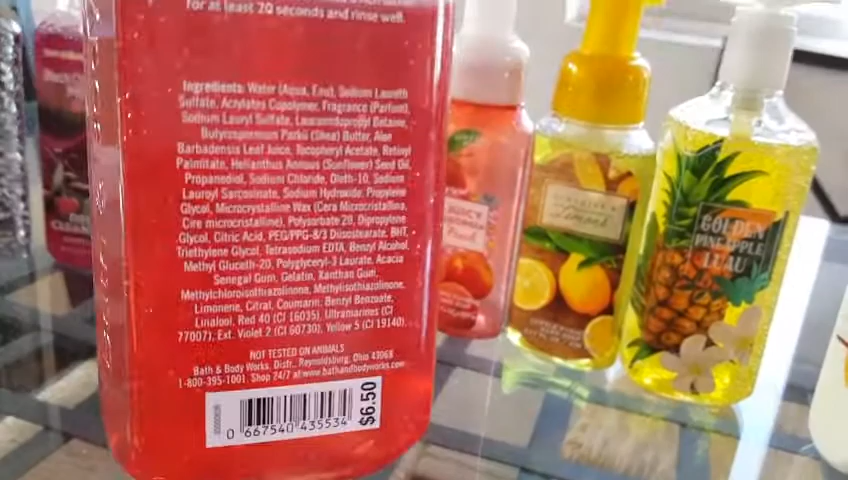 For at least 20 seconds and rinse well.
Ingredients: Water (Aqua, Eau), Sodium Laureth
Sulfate, Acrylates Copolymer, Fragrance (Parfum),
Sodium Lauryl Sulfate, Lauramidopropyl Betaine,
Butyrospermum Parkii (Shea) Butter, Aloe
Barbadensis Leaf Juice, Tocopheryl Acetate, Retinyl
Palmitate, Helianthus Annuus (Sunflower) Seed Oil,
Propanediol, Sodium Chloride, Oleth-10, Sodium
Lauroyl Sarcosinate, Sodium Hydroxide, Propylene
Glycol, Microcrystalline Wax (Cera Microcristallina,
Cire microcristalline), Polysorbate 20, Dipropylene
Glycol, Citric Acid, PEG/PPG-8/3 Diisostearate, BHT,
Triethylene Glycol, Tetrasodium EDTA, Benzyl Alcohol,
Methyl Gluceth-20, Polyglyceryl-3 Laurate, Acacia
Senegal Gum, Gelatin, Xanthan Gum,
Methylchloroisothiazolinone, Methylisothiazolinone,
Limonene, Citral, Coumarin, Benzyl Benzoate,
Linalool, Red 40 (CI 16035), Ultramarines (CI
77007), Ext. Violet 2 (CI 60730), Yellow 5 (CI 19140).
NOT TESTED ON ANIMALS
Bath & Body Works, Distr., Reynoldsburg, Ohio 43068
1-800-395-1001 Shop 24/7 at www.bathandbodyworks.com
0 667540 435534
$6.50
Lemons
GOLDEN
PINEAPPLE
LUAU